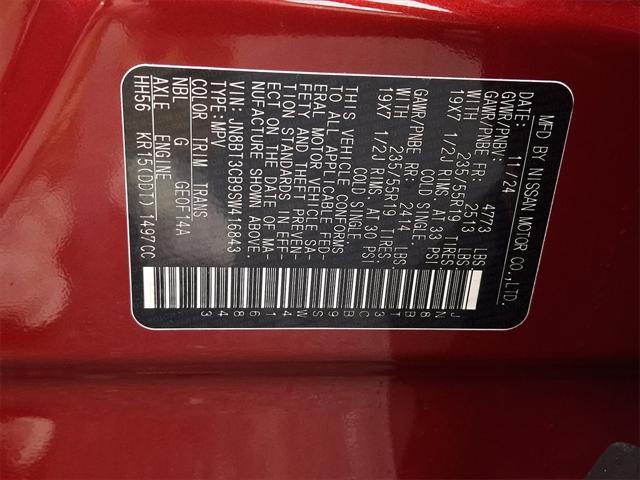 MFD BY NISSAN MOTOR CO.,LTD.
DATE: 11/24
GVWR/PNBV: 4773 LBS.
GAWR/PNBE FR: 2513 LBS.
WITH 235/55R19 TIRES
19X7 1/2J RIMS. AT 33 PSI
COLD SINGLE
GAWR/PNBE RR: 2414 LBS.
WITH 235/55R19 TIRES
19X7 1/2J RIMS. AT 30 PSI
COLD SINGLE
THIS VEHICLE CONFORMS
TO ALL APPLICABLE FED-
ERAL MOTOR VEHICLE SA-
FETY AND THEFT PREVEN-
TION STANDARDS IN EFF-
ECT ON THE DATE OF MA-
NUFACTURE SHOWN ABOVE.
VIN: JN8BT3CB9SW416843
TYPE: MPV
COLOR TRIM TRANS
NBL G GE0F14A
AXLE ENGINE
HH56 KR15(DDT) 1497CC
JN8BT3CB9SW416843